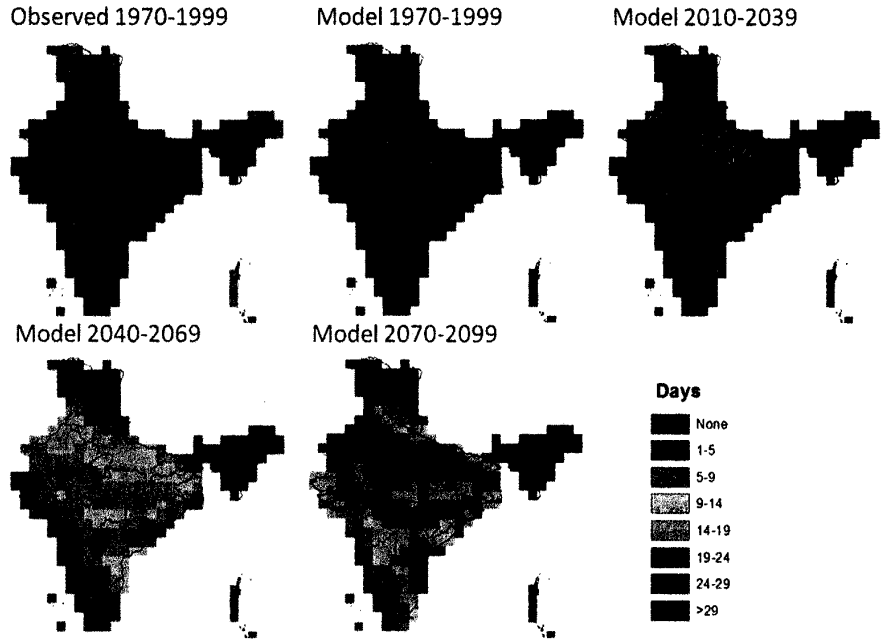 Observed 1970-1999
Model 1970-1999
Model 2010-2039
Model 2040-2069
Model 2070-2099
Days
None
1-5
5-9
9-14
14-19
19-24
24-29
>29